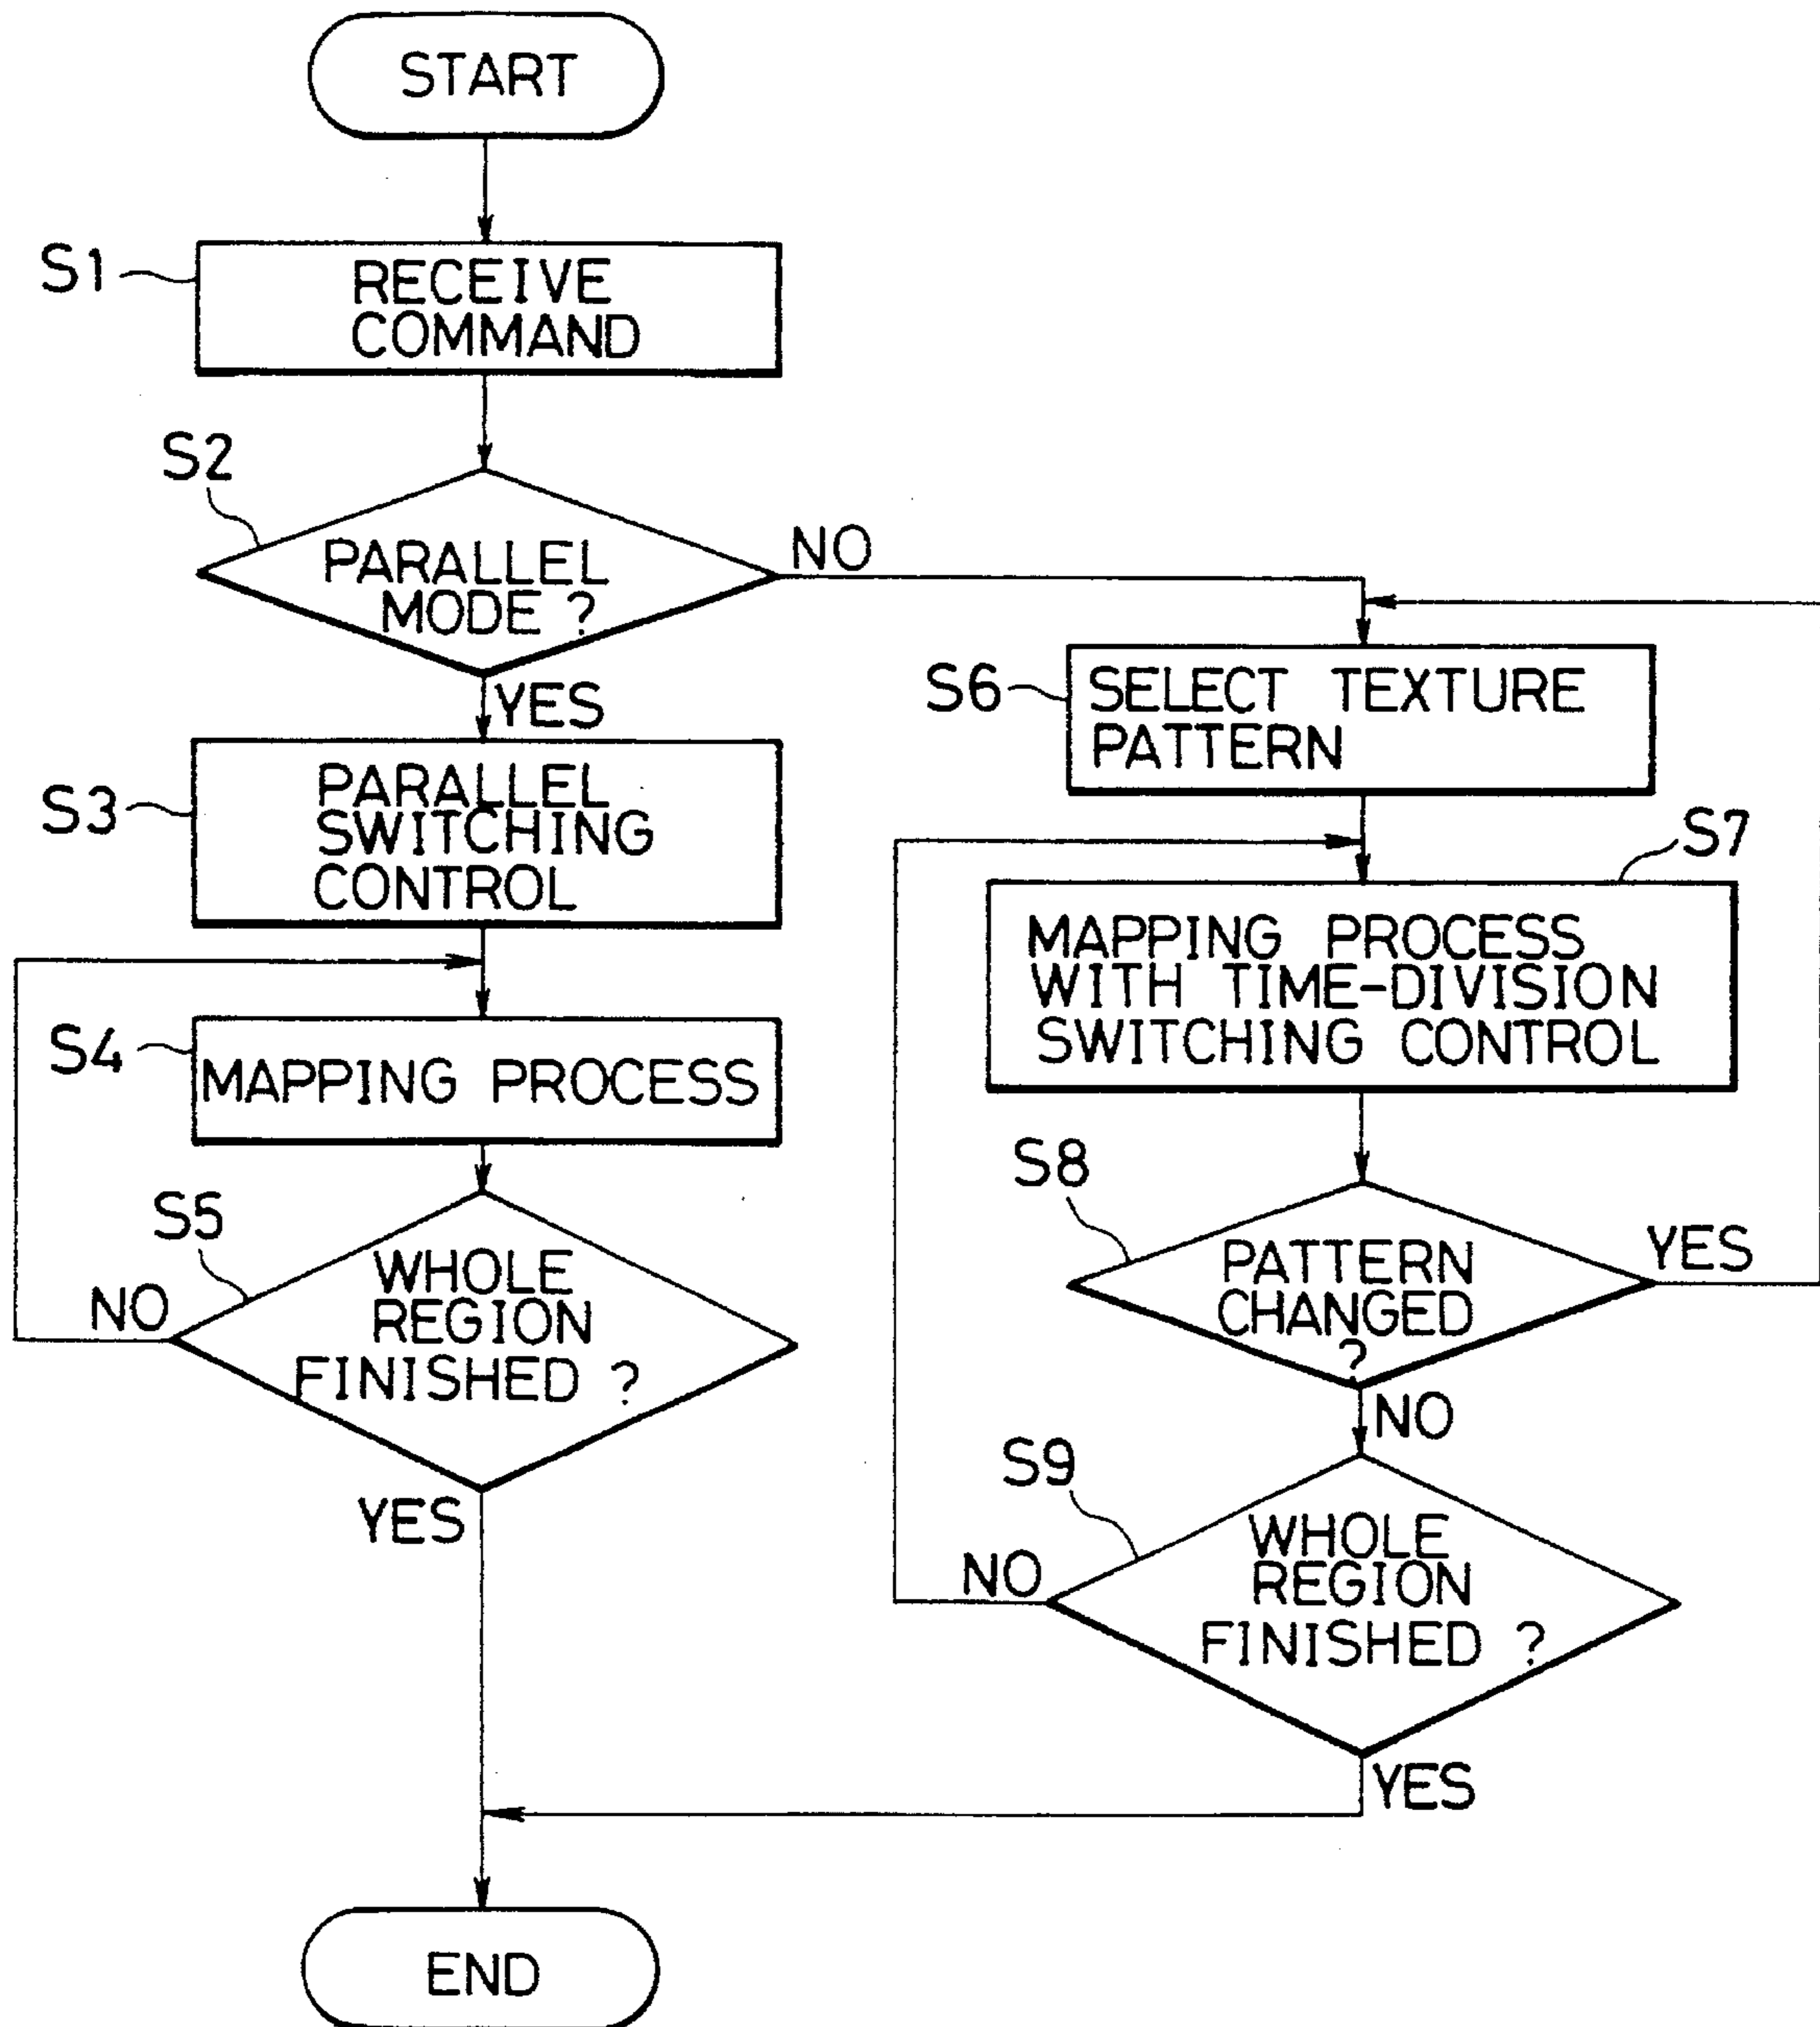 START
S1
RECEIVE
COMMAND
S2
PARALLEL
MODE ?
NO
YES
S3
PARALLEL
SWITCHING
CONTROL
S4
MAPPING PROCESS
S5
WHOLE
REGION
FINISHED ?
NO
YES
S6
SELECT TEXTURE
PATTERN
S7
MAPPING PROCESS
WITH TIME-DIVISION
SWITCHING CONTROL
S8
PATTERN
CHANGED
?
YES
NO
S9
WHOLE
REGION
FINISHED ?
NO
YES
END